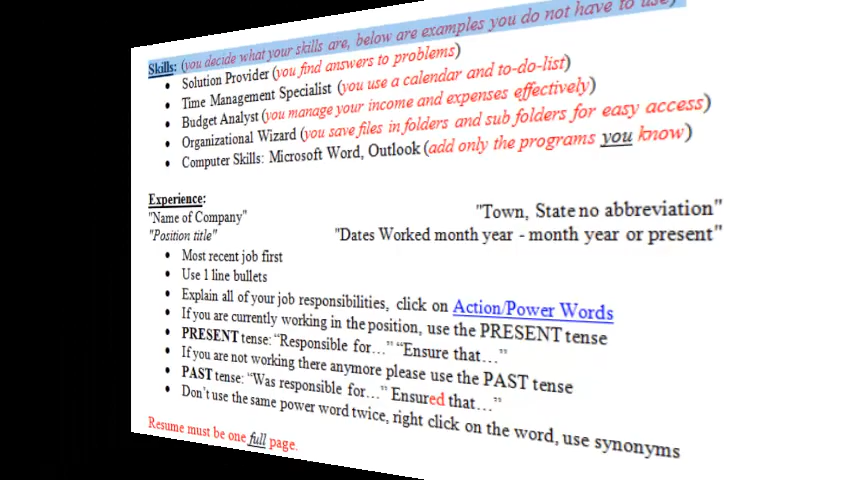 Skills: (you decide what your skills are, below are examples you do not have to use)
• Solution Provider (you find answers to problems)
• Time Management Specialist (you use a calendar and to-do-list)
• Budget Analyst (you manage your income and expenses effectively)
• Organizational Wizard (you save files in folders and sub folders for easy access)
• Computer Skills: Microsoft Word, Outlook (add only the programs you know)
Experience:
"Name of Company" "Town, State no abbreviation"
"Position title" "Dates Worked month year - month year or present"
• Most recent job first
• Use 1 line bullets
• Explain all of your job responsibilities, click on Action/Power Words
• If you are currently working in the position, use the PRESENT tense
• PRESENT tense: “Responsible for…” “Ensure that…”
• If you are not working there anymore please use the PAST tense
• PAST tense: “Was responsible for…” Ensured that…”
• Don’t use the same power word twice, right click on the word, use synonyms
Resume must be one full page.